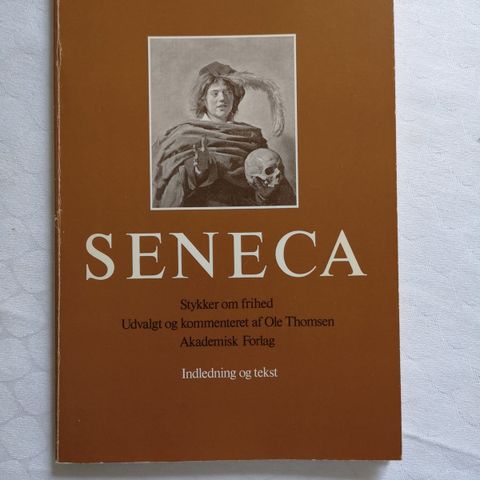 SENECA
Stykker om frihed
Udvalgt og kommenteret af Ole Thomsen
Akademisk Forlag
Indledning og tekst